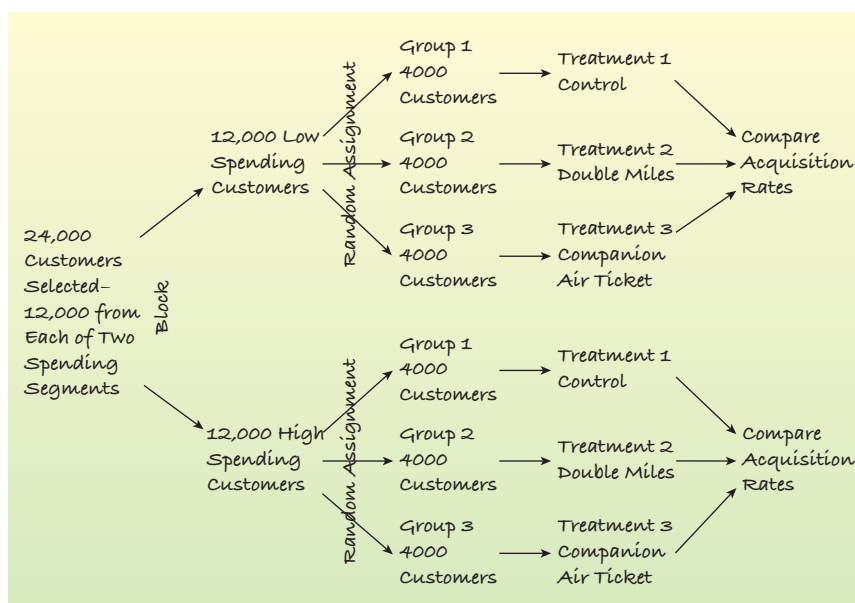 24,000
Customers
Selected–
12,000 from
Each of Two
Spending
Segments
Block
12,000 Low
Spending
Customers
Random Assignment
Group 1
4000
Customers
Treatment 1
Control
Group 2
4000
Customers
Treatment 2
Double Miles
Group 3
4000
Customers
Treatment 3
Companion
Air Ticket
Compare
Acquisition
Rates
12,000 High
Spending
Customers
Random Assignment
Group 1
4000
Customers
Treatment 1
Control
Group 2
4000
Customers
Treatment 2
Double Miles
Group 3
4000
Customers
Treatment 3
Companion
Air Ticket
Compare
Acquisition
Rates